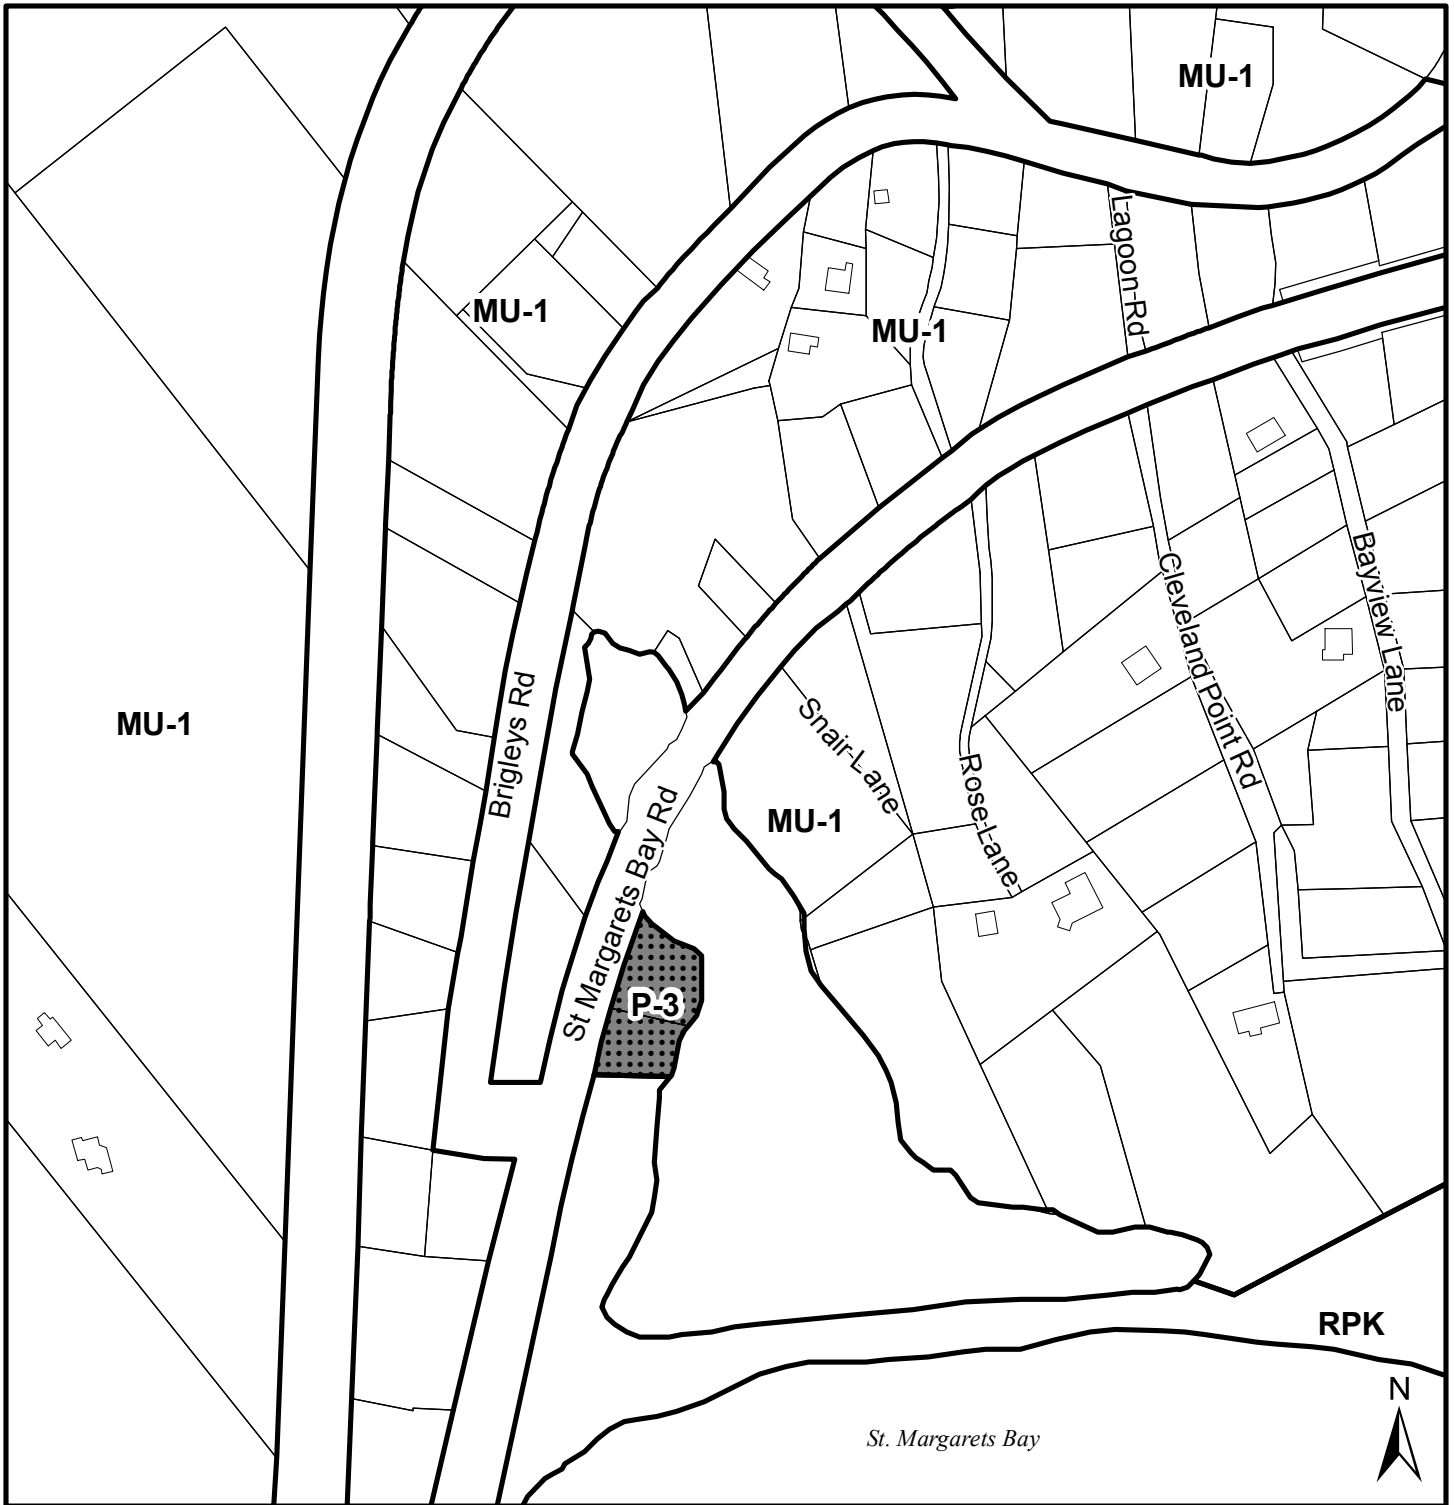 MU-1
Lagoon Rd
MU-1
MU-1
Bayview Lane
Cleveland Point Rd
Brigleys Rd
MU-1
Snair Lane
Rose Lane
MU-1
St Margarets Bay Rd
P-3
RPK
N
St. Margarets Bay